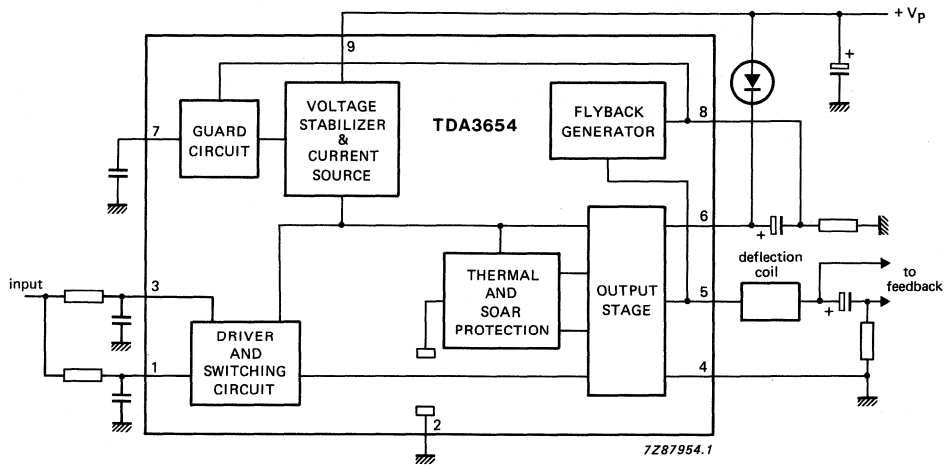 + VP
9
VOLTAGE
STABILIZER
&
CURRENT
SOURCE
TDA3654
FLYBACK
GENERATOR
8
+
7
GUARD
CIRCUIT
6
+
deflection
coil
to
feedback
input
3
THERMAL
AND
SOAR
PROTECTION
OUTPUT
STAGE
5
+
DRIVER
AND
SWITCHING
CIRCUIT
1
4
2
7Z87954.1